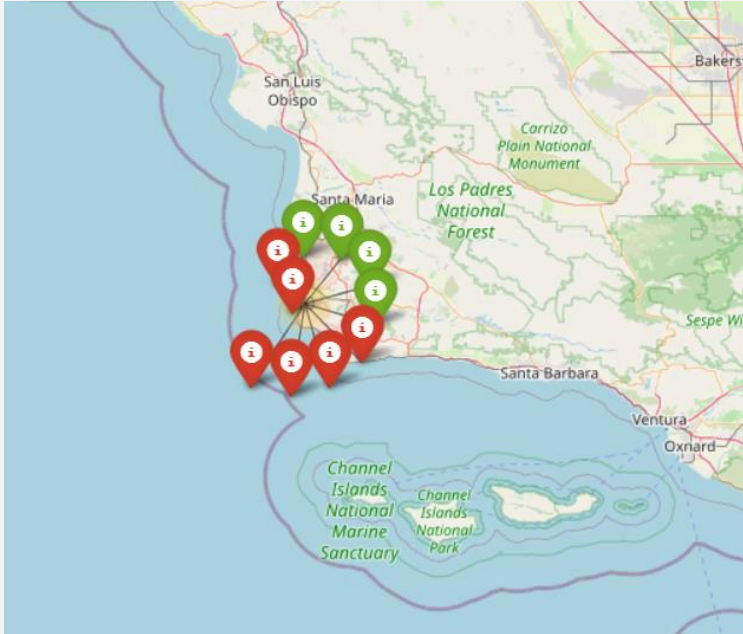 Bakers
San Luis
Obispo
Carrizo
Plain National
Monument
Santa Maria
Los Padres
National
Forest
i
i
i
i
i
i
i
i
i
i
Sespe Wi
Santa Barbara
Ventura
Oxnard
Channel
Islands
National
Marine
Sanctuary
Channel
Islands
National
Park